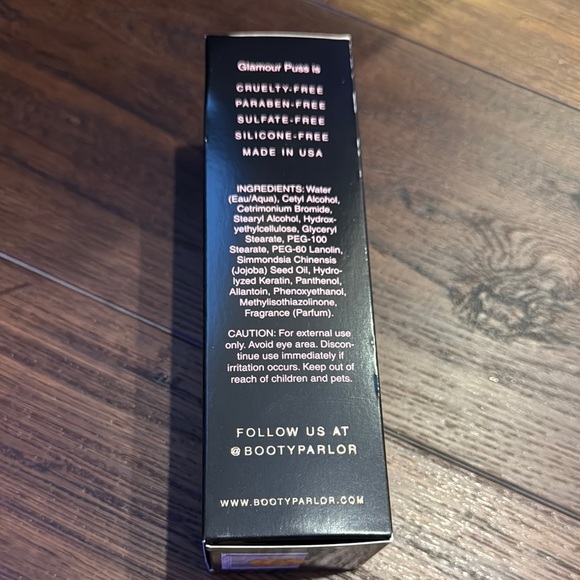 Glamour Puss is
CRUELTY-FREE
PARABEN-FREE
SULFATE-FREE
SILICONE-FREE
MADE IN USA
INGREDIENTS: Water
(Eau/Aqua), Cetyl Alcohol,
Cetrimonium Bromide,
Stearyl Alcohol, Hydrox-
yethylcellulose, Glyceryl
Stearate, PEG-100
Stearate, PEG-60 Lanolin,
Simmondsia Chinensis
(Jojoba) Seed Oil, Hydro-
lyzed Keratin, Panthenol,
Allantoin, Phenoxyethanol,
Methylisothiazolinone,
Fragrance (Parfum).
CAUTION: For external use
only. Avoid eye area. Discon-
tinue use immediately if
irritation occurs. Keep out of
reach of children and pets.
FOLLOW US AT
@BOOTYPARLOR
WWW.BOOTYPARLOR.COM